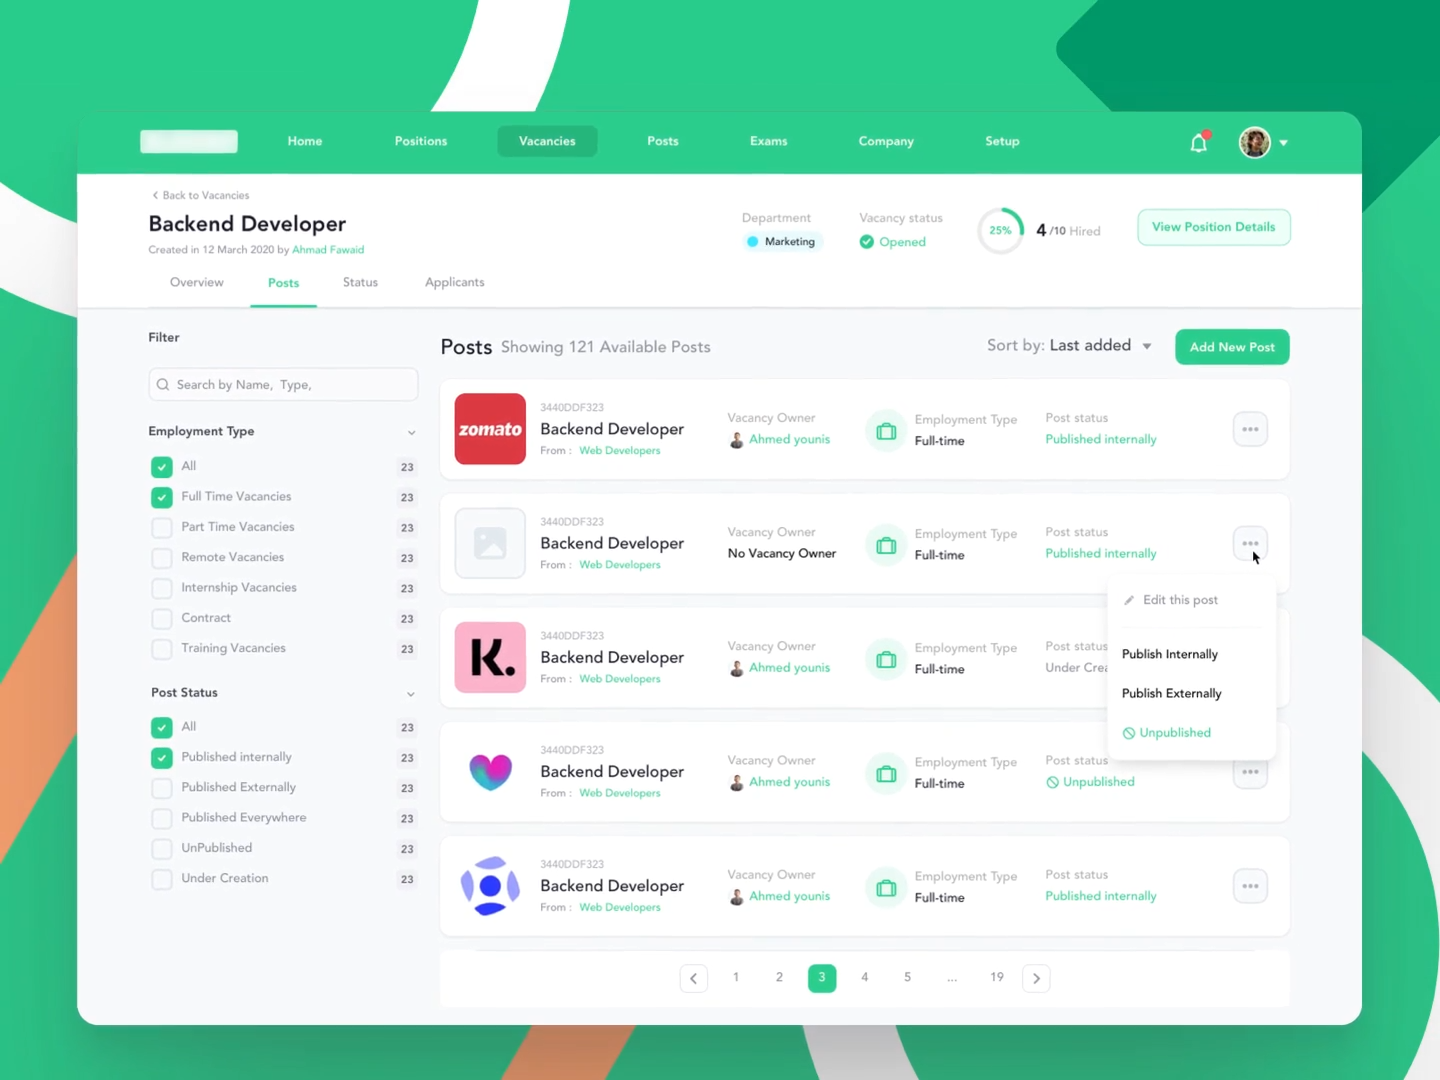 Home Positions Vacancies Posts Exams Company Setup
Back to Vacancies
Backend Developer
Created in 12 March 2020 by Ahmad Fawaid
Department
Marketing
Vacancy status
Opened
25%
4 /10 Hired
View Position Details
Overview Posts Status Applicants
Filter
Search by Name, Type,
Employment Type
All 23
Full Time Vacancies 23
Part Time Vacancies 23
Remote Vacancies 23
Internship Vacancies 23
Contract 23
Training Vacancies 23
Post Status
All 23
Published internally 23
Published Externally 23
Published Everywhere 23
UnPublished 23
Under Creation 23
Posts Showing 121 Available Posts
Sort by: Last added
Add New Post
zomato
3440DDF323
Backend Developer
From : Web Developers
Vacancy Owner
Ahmed younis
Employment Type
Full-time
Post status
Published internally
3440DDF323
Backend Developer
From : Web Developers
Vacancy Owner
No Vacancy Owner
Employment Type
Full-time
Post status
Published internally
Edit this post
Publish Internally
Publish Externally
Unpublished
K.
3440DDF323
Backend Developer
From : Web Developers
Vacancy Owner
Ahmed younis
Employment Type
Full-time
Post status
Under Crea
3440DDF323
Backend Developer
From : Web Developers
Vacancy Owner
Ahmed younis
Employment Type
Full-time
Post status
Unpublished
3440DDF323
Backend Developer
From : Web Developers
Vacancy Owner
Ahmed younis
Employment Type
Full-time
Post status
Published internally
1 2 3 4 5 ... 19